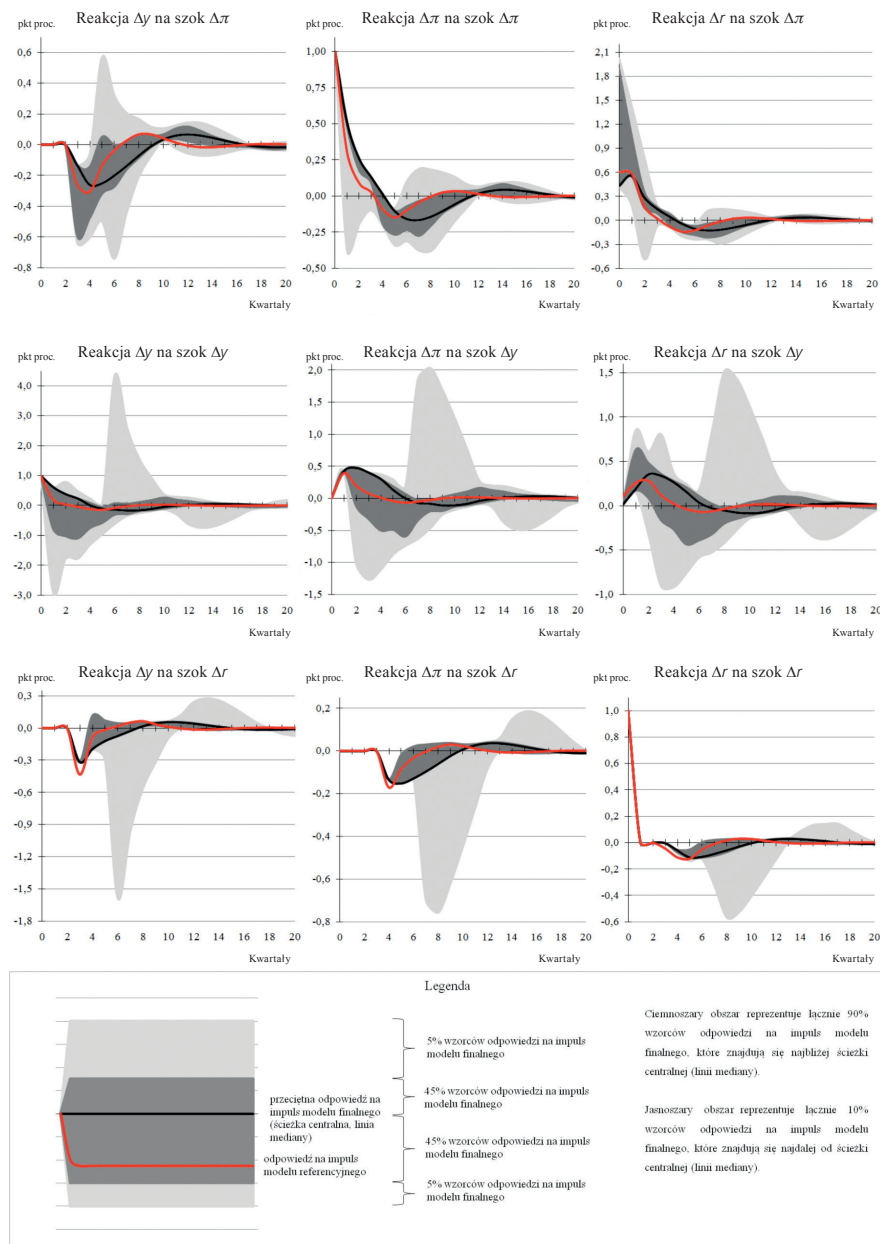 pkt proc. Reakcja Δy na szok Δπ
0,6
0,4
0,2
0,0
-0,2
-0,4
-0,6
-0,8
0 2 4 6 8 10 12 14 16 18 20
Kwartały
pkt proc. Reakcja Δπ na szok Δπ
1,00
0,75
0,50
0,25
0,00
-0,25
-0,50
0 2 4 6 8 10 12 14 16 18 20
Kwartały
pkt proc. Reakcja Δr na szok Δπ
2,1
1,8
1,5
1,2
0,9
0,6
0,3
0,0
-0,3
-0,6
0 2 4 6 8 10 12 14 16 18 20
Kwartały
pkt proc. Reakcja Δy na szok Δy
4,0
3,0
2,0
1,0
0,0
-1,0
-2,0
-3,0
0 2 4 6 8 10 12 14 16 18 20
Kwartały
pkt proc. Reakcja Δπ na szok Δy
2,0
1,5
1,0
0,5
0,0
-0,5
-1,0
-1,5
0 2 4 6 8 10 12 14 16 18 20
Kwartały
pkt proc. Reakcja Δr na szok Δy
1,5
1,0
0,5
0,0
-0,5
-1,0
0 2 4 6 8 10 12 14 16 18 20
Kwartały
pkt proc. Reakcja Δy na szok Δr
0,3
0,0
-0,3
-0,6
-0,9
-1,2
-1,5
-1,8
0 2 4 6 8 10 12 14 16 18 20
Kwartały
pkt proc. Reakcja Δπ na szok Δr
0,2
0,0
-0,2
-0,4
-0,6
-0,8
0 2 4 6 8 10 12 14 16 18 20
Kwartały
pkt proc. Reakcja Δr na szok Δr
1,0
0,8
0,6
0,4
0,2
0,0
-0,2
-0,4
-0,6
0 2 4 6 8 10 12 14 16 18 20
Kwartały
Legenda
przeciętna odpowiedź na
impuls modelu finalnego
(ścieżka centralna, linia
mediany)
odpowiedź na impuls
modelu referencyjnego
5% wzorców odpowiedzi na impuls
modelu finalnego
45% wzorców odpowiedzi na impuls
modelu finalnego
45% wzorców odpowiedzi na impuls
modelu finalnego
5% wzorców odpowiedzi na impuls
modelu finalnego
Ciemnoszary obszar reprezentuje łącznie 90%
wzorców odpowiedzi na impuls modelu
finalnego, które znajdują się najbliżej ścieżki
centralnej (linii mediany).
Jasnoszary obszar reprezentuje łącznie 10%
wzorców odpowiedzi na impuls modelu
finalnego, które znajdują się najdalej od ścieżki
centralnej (linii mediany).